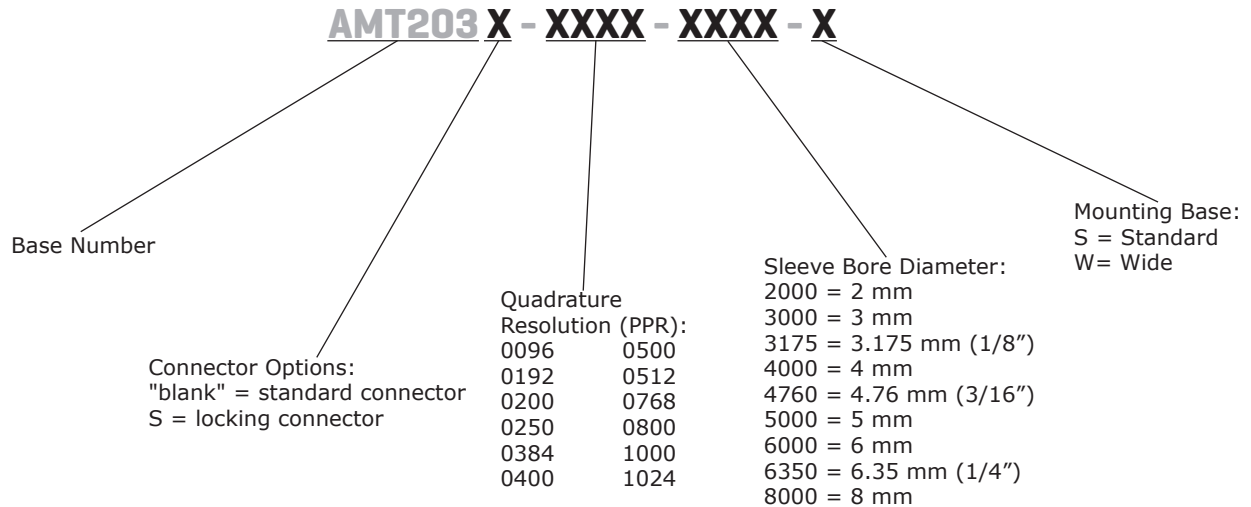 AMT203 X - XXXX - XXXX - X
Base Number
Connector Options:
"blank" = standard connector
S = locking connector
Quadrature
Resolution (PPR):
0096 0500
0192 0512
0200 0768
0250 0800
0384 1000
0400 1024
Sleeve Bore Diameter:
2000 = 2 mm
3000 = 3 mm
3175 = 3.175 mm (1/8″)
4000 = 4 mm
4760 = 4.76 mm (3/16″)
5000 = 5 mm
6000 = 6 mm
6350 = 6.35 mm (1/4″)
8000 = 8 mm
Mounting Base:
S = Standard
W= Wide